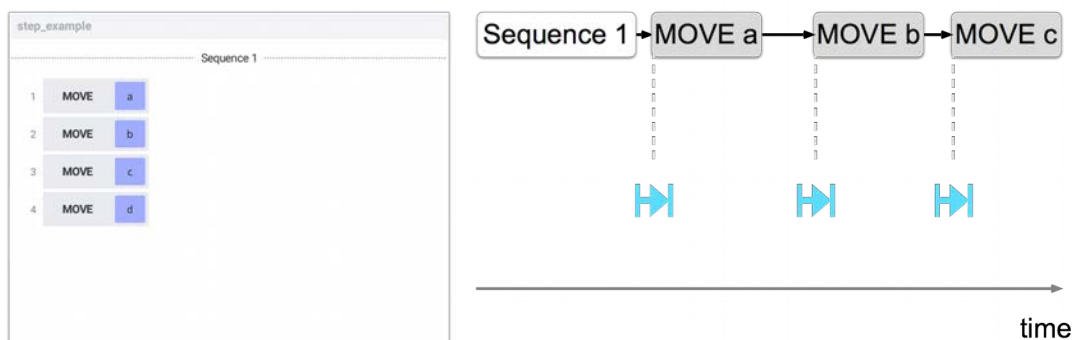 step_example
Sequence 1
1 MOVE a
2 MOVE b
3 MOVE c
4 MOVE d
Sequence 1 MOVE a MOVE b MOVE c
time